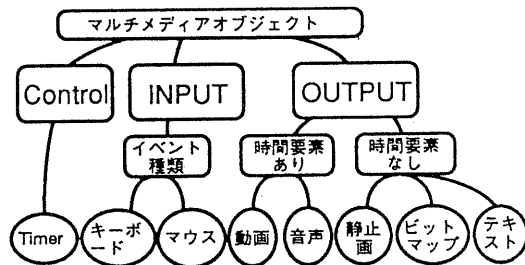 マルチメディアオブジェクト
Control
INPUT
OUTPUT
イベント
種類
時間要素
あり
時間要素
なし
Timer
キーボ
ード
マウス
動画
音声
静止
画
ビット
マップ
テキ
スト